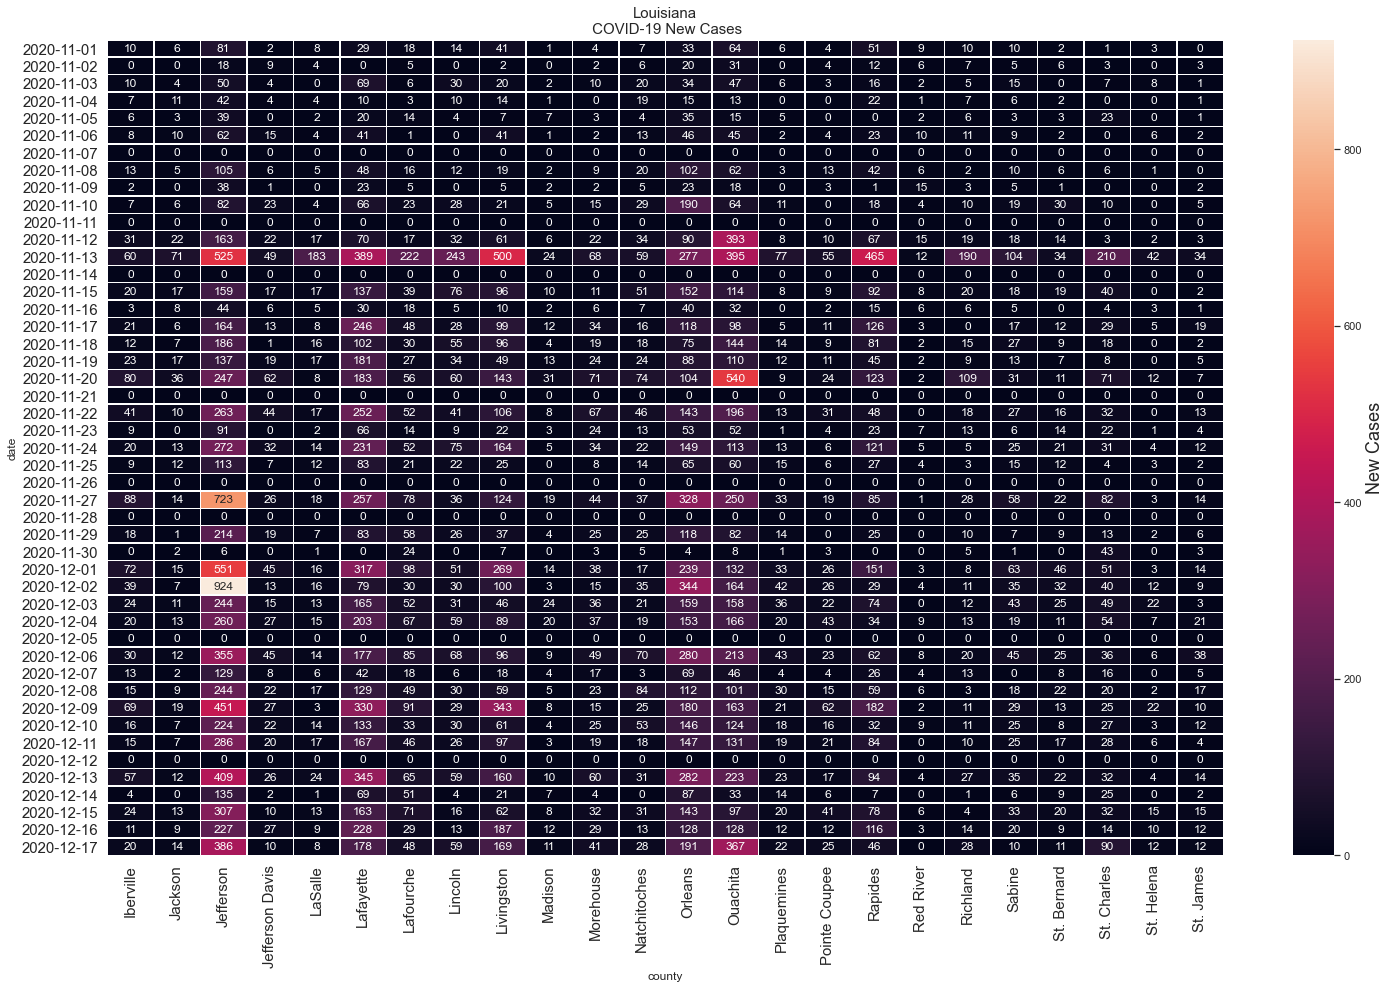 Louisiana
COVID-19 New Cases
2020-11-01 10 6 81 2 8 29 18 14 41 1 4 7 33 64 6 4 51 9 10 10 2 1 3 0
2020-11-02 0 0 18 9 4 0 5 0 2 0 2 6 20 31 0 4 12 6 7 5 6 3 0 3
2020-11-03 10 4 50 4 0 69 6 30 20 2 10 20 34 47 6 3 16 2 5 15 0 7 8 1
2020-11-04 7 11 42 4 4 10 3 10 14 1 0 19 15 13 0 0 22 1 7 6 2 0 0 1
2020-11-05 6 3 39 0 2 20 14 4 7 7 3 4 35 15 5 0 0 2 6 3 3 23 0 1
2020-11-06 8 10 62 15 4 41 1 0 41 1 2 13 46 45 2 4 23 10 11 9 2 0 6 2
2020-11-07 0 0 0 0 0 0 0 0 0 0 0 0 0 0 0 0 0 0 0 0 0 0 0 0
2020-11-08 13 5 105 6 5 48 16 12 19 2 9 20 102 62 3 13 42 6 2 10 6 6 1 0
2020-11-09 2 0 38 1 0 23 5 0 5 2 2 5 23 18 0 3 1 15 3 5 1 0 0 2
2020-11-10 7 6 82 23 4 66 23 28 21 5 15 29 190 64 11 0 18 4 10 19 30 10 0 5
2020-11-11 0 0 0 0 0 0 0 0 0 0 0 0 0 0 0 0 0 0 0 0 0 0 0 0
2020-11-12 31 22 163 22 17 70 17 32 61 6 22 34 90 393 8 10 67 15 19 18 14 3 2 3
2020-11-13 60 71 525 49 183 389 222 243 500 24 68 59 277 395 77 55 465 12 190 104 34 210 42 34
2020-11-14 0 0 0 0 0 0 0 0 0 0 0 0 0 0 0 0 0 0 0 0 0 0 0 0
2020-11-15 20 17 159 17 17 137 39 76 96 10 11 51 152 114 8 9 92 8 20 18 19 40 0 2
2020-11-16 3 8 44 6 5 30 18 5 10 2 6 7 40 32 0 2 15 6 6 5 0 4 3 1
2020-11-17 21 6 164 13 8 246 48 28 99 12 34 16 118 98 5 11 126 3 0 17 12 29 5 19
2020-11-18 12 7 186 1 16 102 30 55 96 4 19 18 75 144 14 9 81 2 15 27 9 18 0 2
2020-11-19 23 17 137 19 17 181 27 34 49 13 24 24 88 110 12 11 45 2 9 13 7 8 0 5
2020-11-20 80 36 247 62 8 183 56 60 143 31 71 74 104 540 9 24 123 2 109 31 11 71 12 7
2020-11-21 0 0 0 0 0 0 0 0 0 0 0 0 0 0 0 0 0 0 0 0 0 0 0 0
2020-11-22 41 10 263 44 17 252 52 41 106 8 67 46 143 196 13 31 48 0 18 27 16 32 0 13
2020-11-23 9 0 91 0 2 66 14 9 22 3 24 13 53 52 1 4 23 7 13 6 14 22 1 4
2020-11-24 20 13 272 32 14 231 52 75 164 14 34 22 149 113 13 6 121 5 5 25 21 31 4 12
2020-11-25 9 12 113 7 12 83 21 22 25 0 8 14 65 60 15 6 27 4 3 15 12 4 3 2
2020-11-26 0 0 0 0 0 0 0 0 0 0 0 0 0 0 0 0 0 0 0 0 0 0 0 0
2020-11-27 88 14 723 26 18 257 78 36 124 19 44 37 328 250 33 19 85 1 28 58 22 82 3 14
2020-11-28 0 0 0 0 0 0 0 0 0 0 0 0 0 0 0 0 0 0 0 0 0 0 0 0
2020-11-29 18 1 214 19 7 83 58 26 37 4 25 25 118 82 14 0 25 0 10 7 9 13 2 6
2020-11-30 0 2 6 0 1 0 24 0 7 0 3 3 4 8 1 3 0 0 5 1 0 43 0 3
2020-12-01 72 15 551 45 16 317 98 51 269 14 38 17 239 132 33 26 151 3 8 63 46 51 3 14
2020-12-02 39 7 924 13 16 79 30 30 100 3 15 35 344 164 42 26 29 4 11 35 32 40 12 9
2020-12-03 24 11 244 15 13 165 52 31 46 24 36 21 159 158 36 22 74 0 12 43 25 49 22 3
2020-12-04 20 13 260 27 15 203 67 59 89 20 37 19 153 166 20 43 34 9 13 19 11 54 7 21
2020-12-05 0 0 0 0 0 0 0 0 0 0 0 0 0 0 0 0 0 0 0 0 0 0 0 0
2020-12-06 30 12 355 45 14 177 85 68 96 9 49 70 280 213 43 23 62 8 20 45 25 36 6 38
2020-12-07 13 2 129 8 6 42 18 6 18 4 17 3 69 46 4 4 26 4 13 0 8 16 0 5
2020-12-08 15 9 244 22 17 129 49 30 59 5 23 84 112 101 30 15 59 6 3 18 22 20 2 17
2020-12-09 69 19 451 27 3 330 91 29 343 8 15 25 180 163 21 62 182 2 11 29 13 25 22 10
2020-12-10 16 7 224 22 14 133 33 30 61 4 25 53 146 124 18 16 32 9 11 25 8 27 3 12
2020-12-11 15 7 286 20 17 167 46 26 97 3 19 18 147 131 19 21 84 0 10 25 17 28 6 4
2020-12-12 0 0 0 0 0 0 0 0 0 0 0 0 0 0 0 0 0 0 0 0 0 0 0 0
2020-12-13 57 12 409 26 24 345 65 59 160 10 60 31 282 223 23 17 94 4 27 35 22 32 4 14
2020-12-14 4 0 135 2 1 69 51 4 21 7 4 0 87 33 14 6 7 0 1 6 9 25 0 2
2020-12-15 24 13 307 10 13 163 71 16 62 8 32 31 143 97 20 41 78 6 4 33 20 32 15 15
2020-12-16 11 9 227 27 9 228 29 13 187 12 29 13 128 128 12 12 116 3 14 20 9 14 10 12
2020-12-17 20 14 386 10 8 178 48 59 169 11 41 28 191 367 22 25 46 0 28 10 11 90 12 12
date
Iberville
Jackson
Jefferson
Jefferson Davis
LaSalle
Lafayette
Lafourche
Lincoln
Livingston
Madison
Morehouse
Natchitoches
Orleans
Ouachita
Plaquemines
Pointe Coupee
Rapides
Red River
Richland
Sabine
St. Bernard
St. Charles
St. Helena
St. James
county
800
600
400
200
0
New Cases